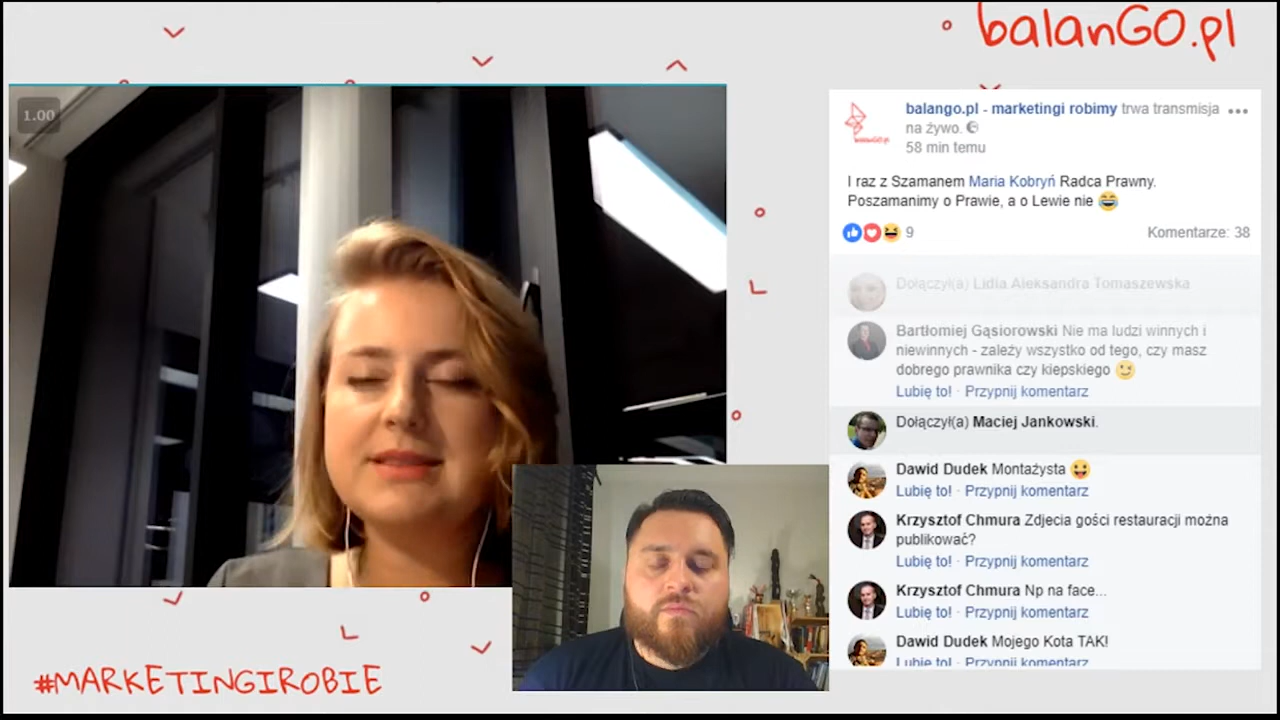 balanGO.pl
1.00
balango.pl - marketingi robimy trwa transmisja
na żywo.
58 min temu
I raz z Szamanem Maria Kobryń Radca Prawny.
Poszamanimy o Prawie, a o Lewie nie
9
Komentarze: 38
Dołączył(a) Lidia Aleksandra Tomaszewska
Bartłomiej Gąsiorowski Nie ma ludzi winnych i
niewinnych - zależy wszystko od tego, czy masz
dobrego prawnika czy kiepskiego
Lubię to! · Przypnij komentarz
Dołączył(a) Maciej Jankowski.
Dawid Dudek Montażysta
Lubię to! · Przypnij komentarz
Krzysztof Chmura Zdjecia gości restauracji można
publikować?
Lubię to! · Przypnij komentarz
Krzysztof Chmura Np na face...
Lubię to! · Przypnij komentarz
Dawid Dudek Mojego Kota TAK!
Lubię to! · Przypnij komentarz
#MARKETINGIROBIE